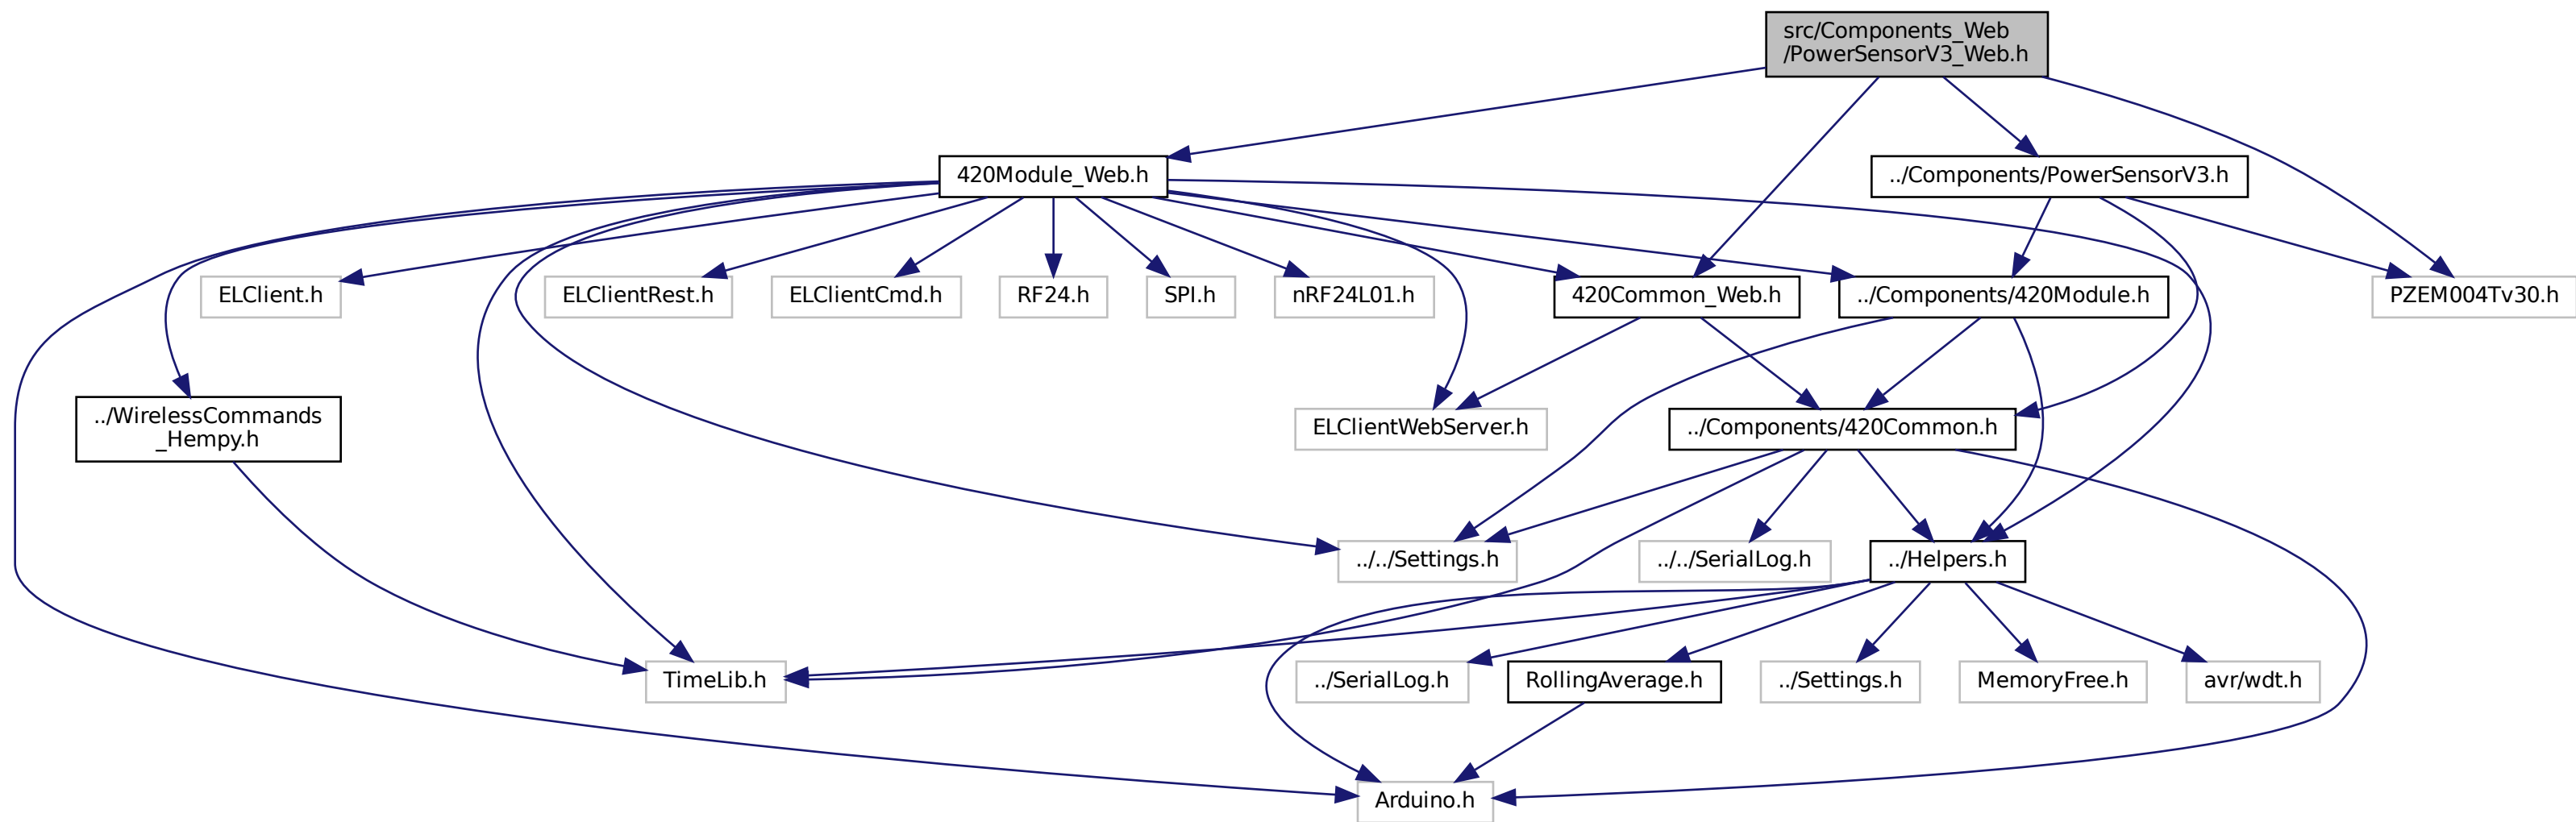 src/Components_Web
/PowerSensorV3_Web.h
420Module_Web.h
../Components/PowerSensorV3.h
ELClient.h
ELClientRest.h
ELClientCmd.h
RF24.h
SPI.h
nRF24L01.h
420Common_Web.h
../Components/420Module.h
PZEM004Tv30.h
../WirelessCommands
_Hempy.h
ELClientWebServer.h
../Components/420Common.h
../../Settings.h
../../SerialLog.h
../Helpers.h
TimeLib.h
../SerialLog.h
RollingAverage.h
../Settings.h
MemoryFree.h
avr/wdt.h
Arduino.h